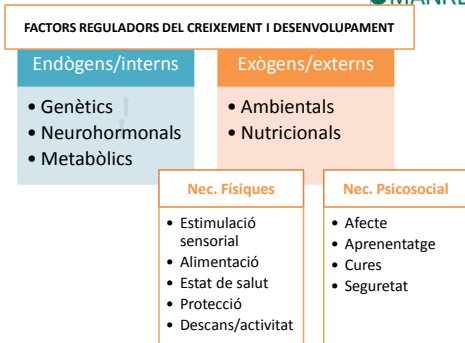 MANRE
FACTORS REGULADORS DEL CREIXEMENT I DESENVOLUPAMENT
Endògens/interns
• Genètics
• Neurohormonals
• Metabòlics
Exògens/externs
• Ambientals
• Nutricionals
Nec. Físiques
• Estimulació
sensorial
• Alimentació
• Estat de salut
• Protecció
• Descans/activitat
Nec. Psicosocial
• Afecte
• Aprenentatge
• Cures
• Seguretat